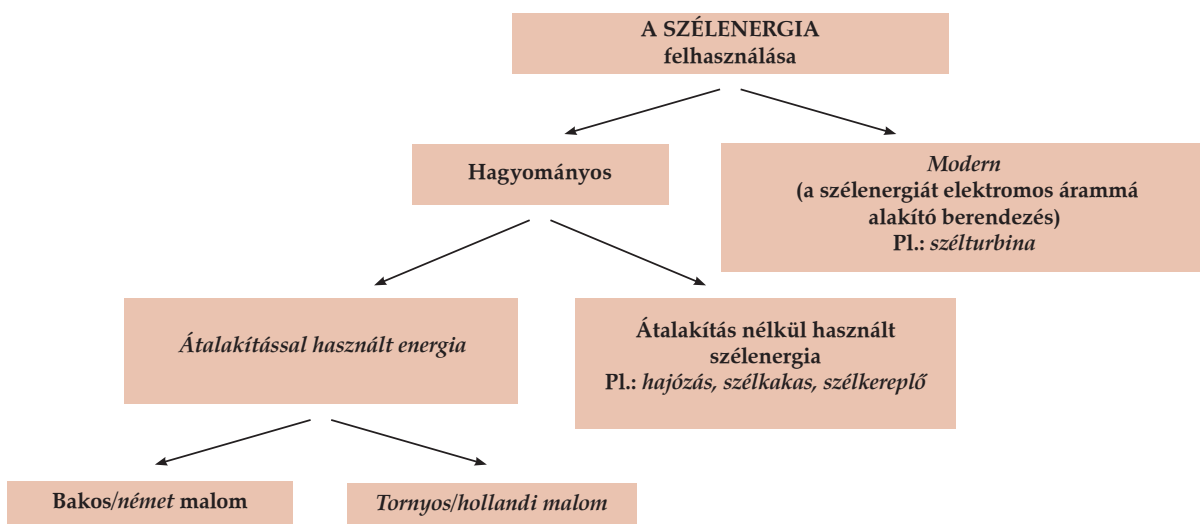 A SZÉLENERGIA
felhasználása
Hagyományos
Modern
(a szélenergiát elektromos árammá
alakító berendezés)
Pl.: szélturbina
Átalakítással használt energia
Átalakítás nélkül használt
szélenergia
Pl.: hajózás, szélkakas, szélkereplő
Bakos/német malom
Tornyos/hollandi malom